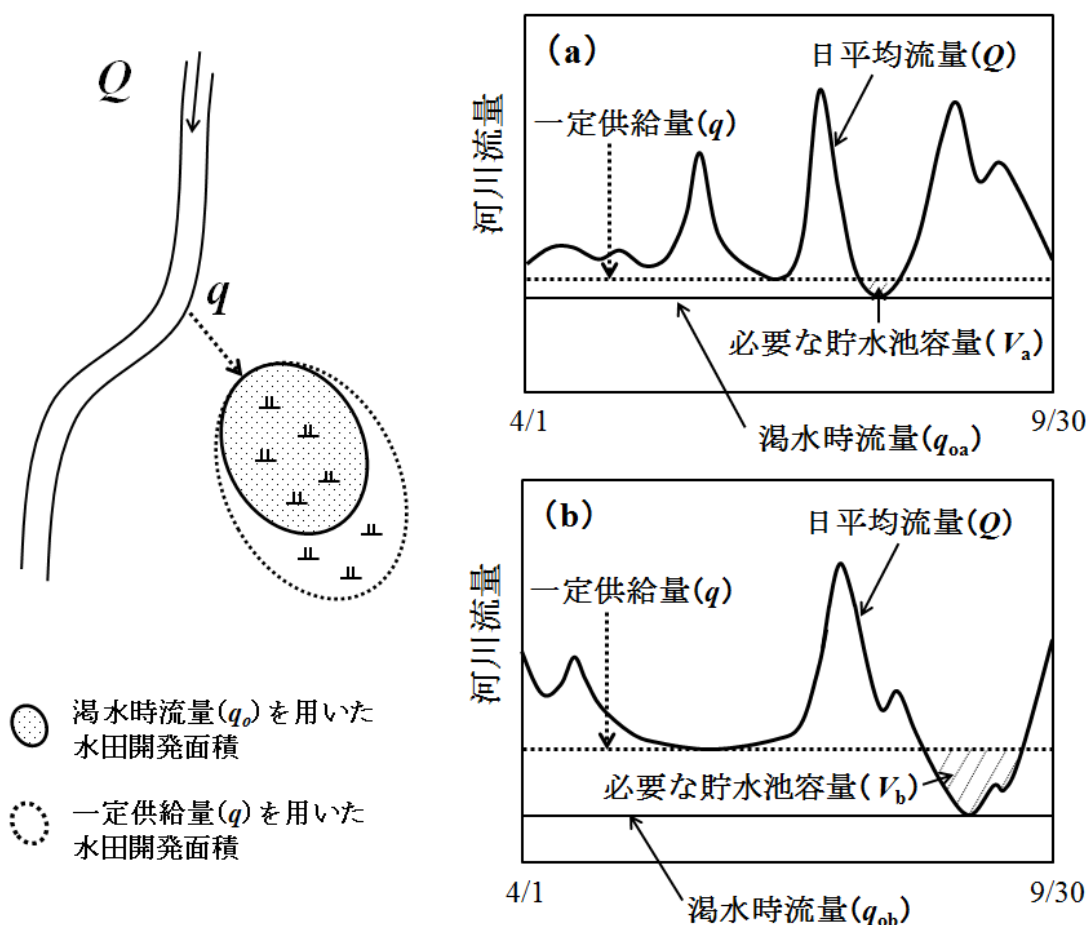 Q
q
渇水時流量(qo)を用いた
水田開発面積
一定供給量(q)を用いた
水田開発面積
(a)
日平均流量(Q)
一定供給量(q)
河川流量
必要な貯水池容量(Va)
4/1
9/30
渇水時流量(qoa)
(b)
日平均流量(Q)
一定供給量(q)
河川流量
必要な貯水池容量(Vb)
4/1
9/30
渇水時流量(qob)